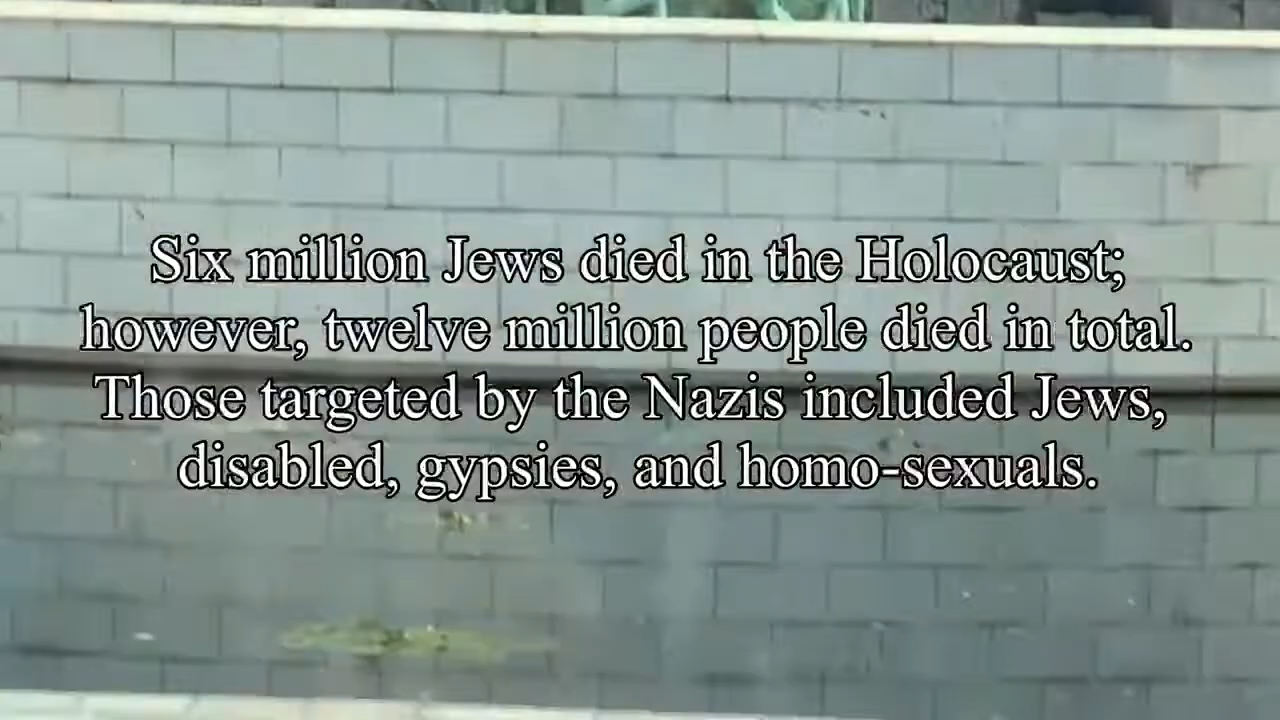 Six million Jews died in the Holocaust;
however, twelve million people died in total.
Those targeted by the Nazis included Jews,
disabled, gypsies, and homo-sexuals.